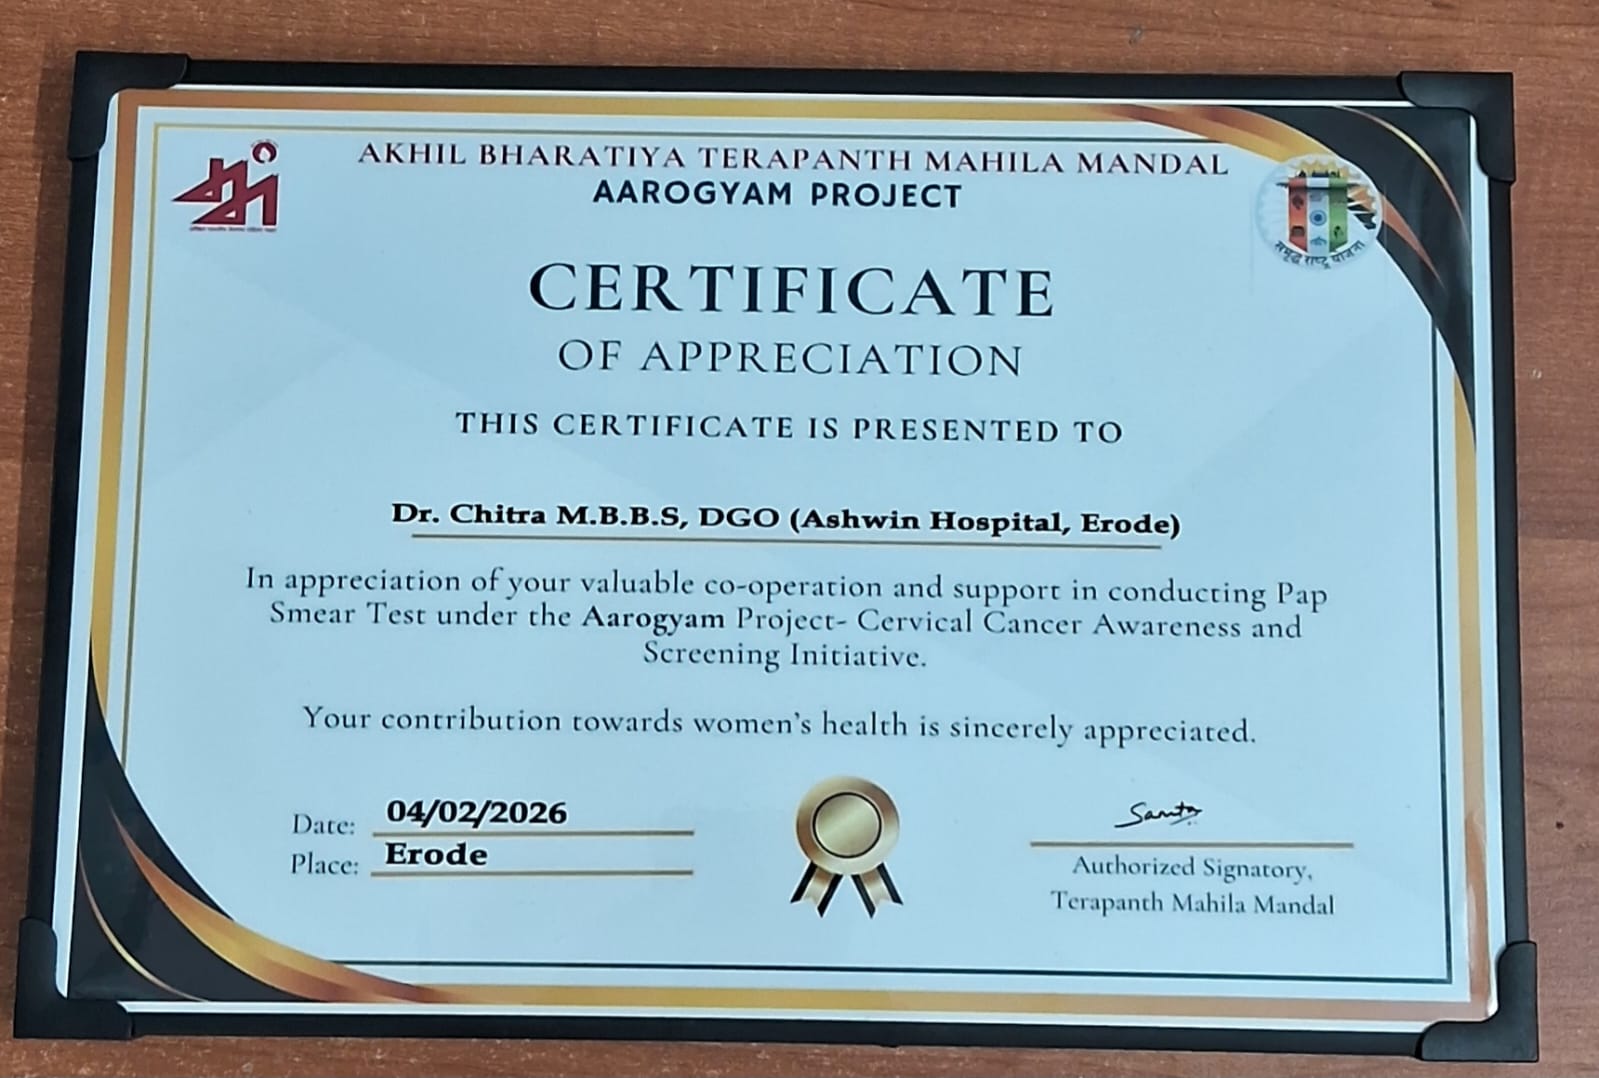 AKHIL BHARATIYA TERAPANTH MAHILA MANDAL
AAROGYAM PROJECT
समृद्ध राष्ट्र योजना
CERTIFICATE
OF APPRECIATION
THIS CERTIFICATE IS PRESENTED TO
Dr. Chitra M.B.B.S, DGO (Ashwin Hospital, Erode)
In appreciation of your valuable co-operation and support in conducting Pap
Smear Test under the Aarogyam Project- Cervical Cancer Awareness and
Screening Initiative.
Your contribution towards women's health is sincerely appreciated.
Date: 04/02/2026
Place: Erode
Authorized Signatory,
Terapanth Mahila Mandal